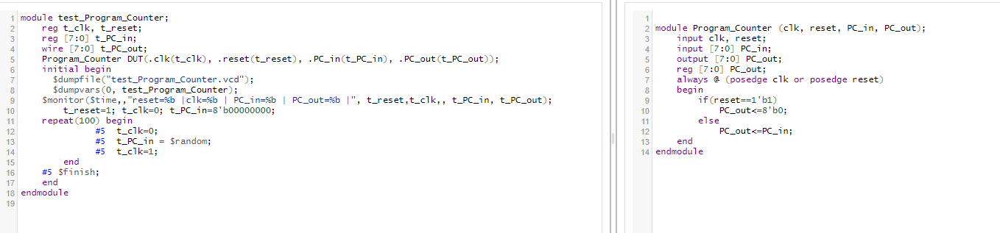 1 module test_Program_Counter;
2 reg t_clk, t_reset;
3 reg [7:0] t_PC_in;
4 wire [7:0] t_PC_out;
5 Program_Counter DUT(.clk(t_clk), .reset(t_reset), .PC_in(t_PC_in), .PC_out(t_PC_out));
6 initial begin
7 $dumpfile("test_Program_Counter.vcd");
8 $dumpvars(0, test_Program_Counter);
9 $monitor($time,,"reset=%b |clk=%b | PC_in=%b | PC_out=%b |", t_reset,t_clk,, t_PC_in, t_PC_out);
10 t_reset=1; t_clk=0; t_PC_in=8'b00000000;
11 repeat(100) begin
12 #5 t_clk=0;
13 #5 t_PC_in = $random;
14 #5 t_clk=1;
15 end
16 #5 $finish;
17 end
18 endmodule
19
1
2 module Program_Counter (clk, reset, PC_in, PC_out);
3 input clk, reset;
4 input [7:0] PC_in;
5 output [7:0] PC_out;
6 reg [7:0] PC_out;
7 always @ (posedge clk or posedge reset)
8 begin
9 if(reset==1'b1)
10 PC_out<=8'b0;
11 else
12 PC_out<=PC_in;
13 end
14 endmodule